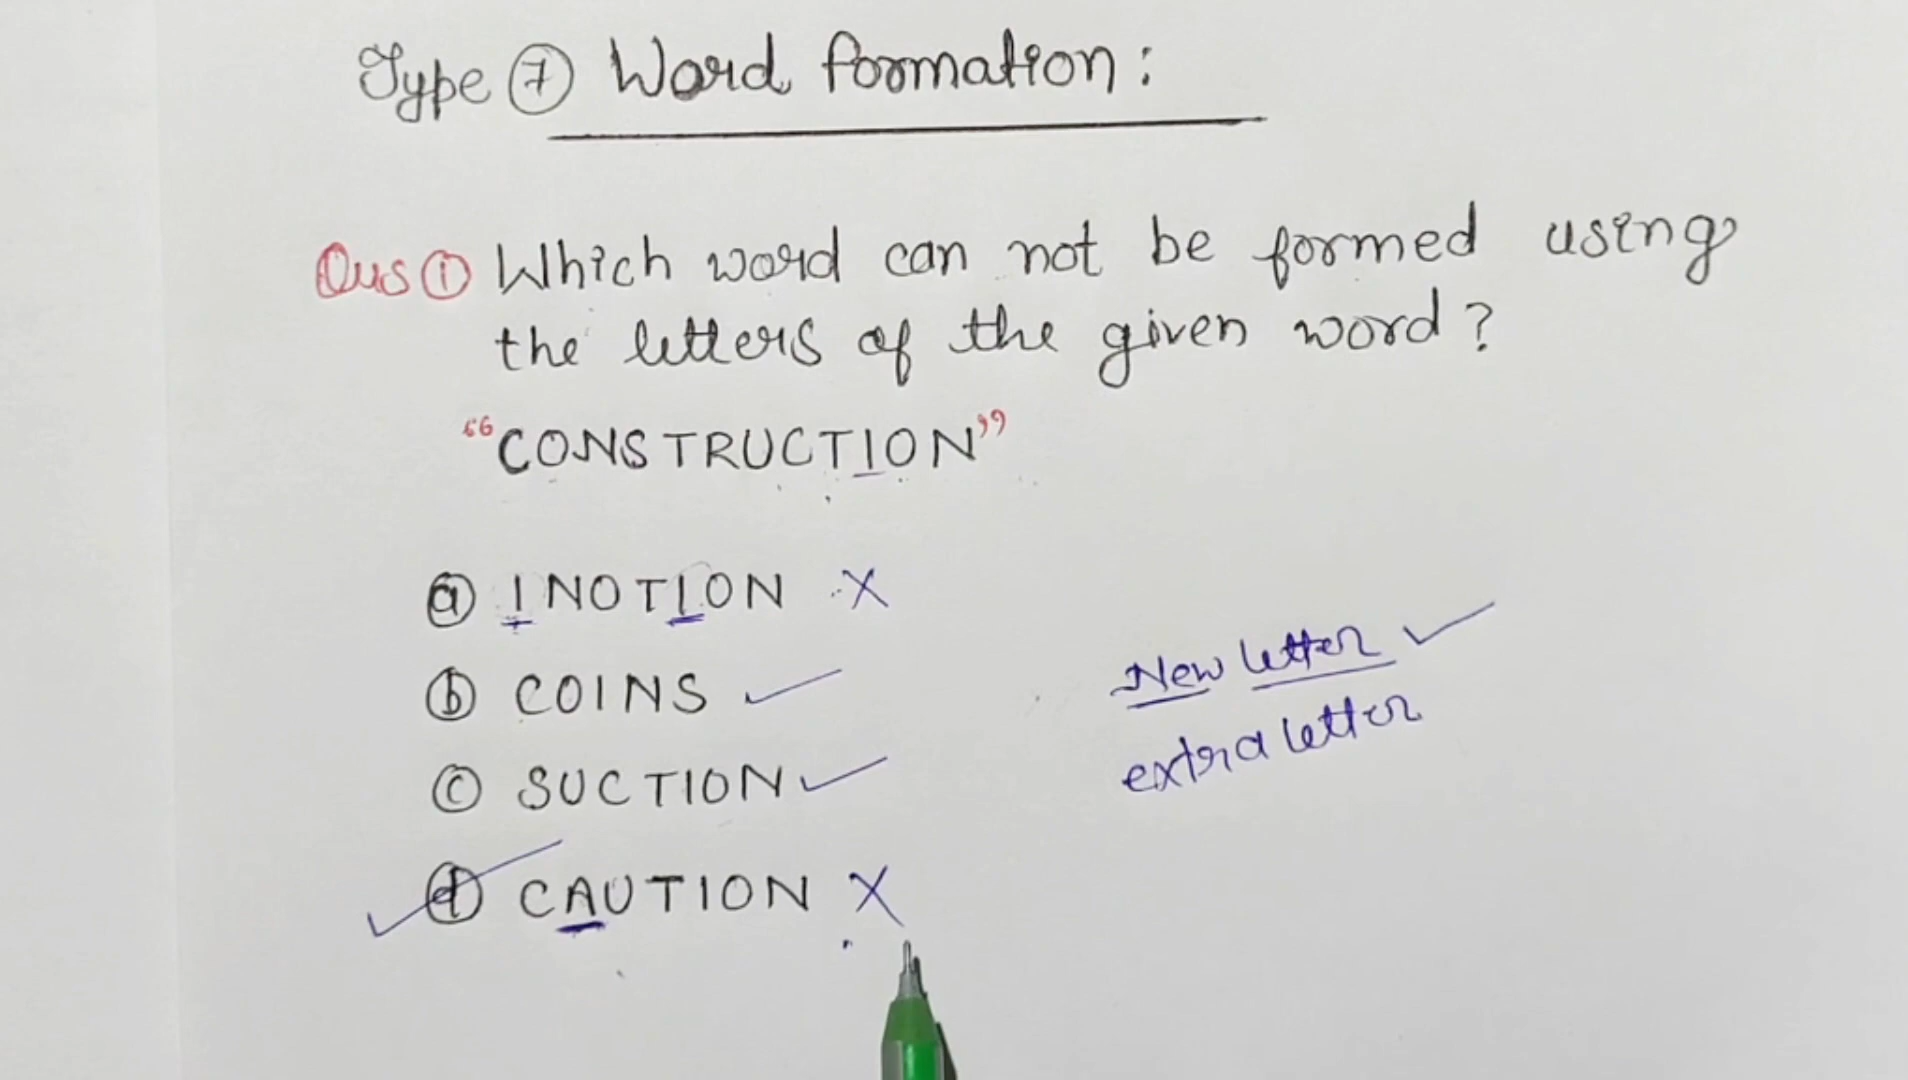 Type ⑦ Word formation:
Ques ① Which word can not be formed using
the letters of the given word?
"CONSTRUCTION"
ⓐ INOTION X
ⓑ COINS ✓
ⓒ SUCTION ✓
ⓓ CAUTION X
New letter ✓
extra letter